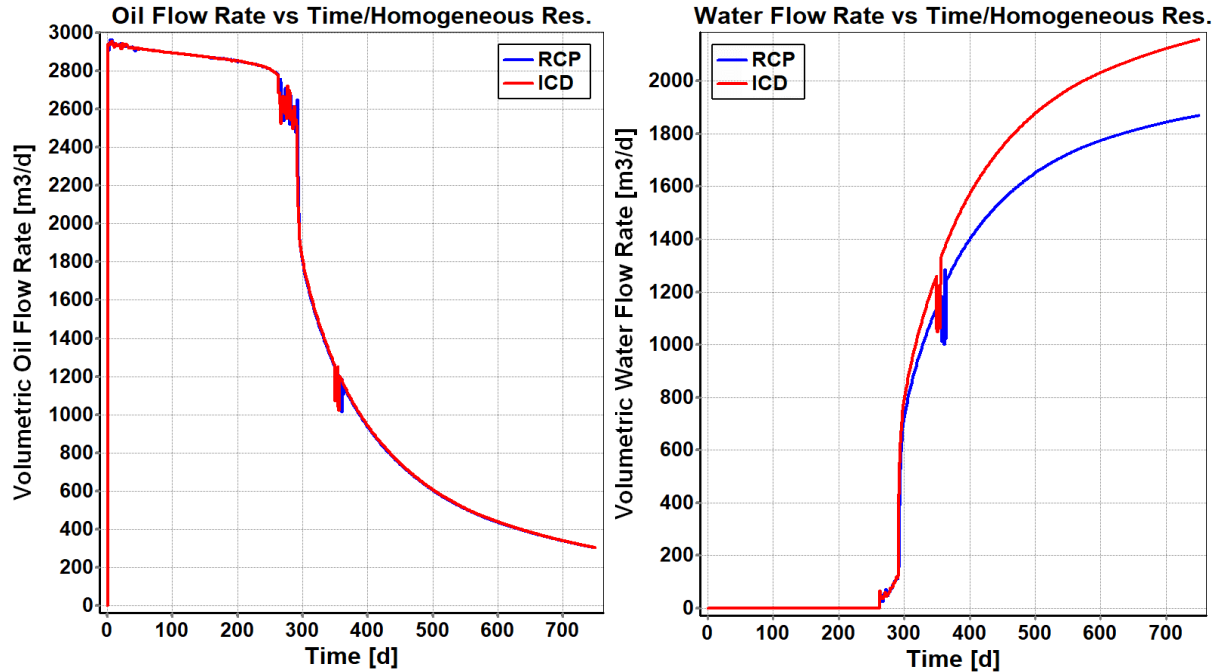 Oil Flow Rate vs Time/Homogeneous Res.
Volumetric Oil Flow Rate [m3/d]
3000
2800
2600
2400
2200
2000
1800
1600
1400
1200
1000
800
600
400
200
0
RCP
ICD
0 100 200 300 400 500 600 700
Time [d]
Water Flow Rate vs Time/Homogeneous Res.
Volumetric Water Flow Rate [m3/d]
2000
1800
1600
1400
1200
1000
800
600
400
200
0
RCP
ICD
0 100 200 300 400 500 600 700
Time [d]